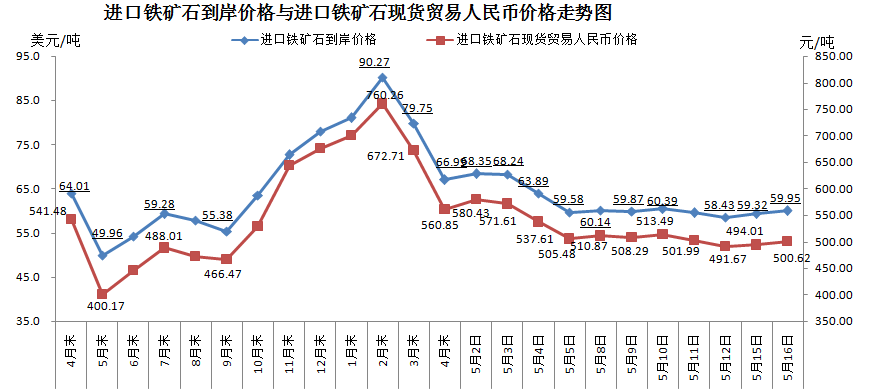 进口铁矿石到岸价格与进口铁矿石现货贸易人民币价格走势图
美元/吨
元/吨
进口铁矿石到岸价格
进口铁矿石现货贸易人民币价格
95.0
85.0
75.0
65.0
55.0
45.0
35.0
850.00
800.00
750.00
700.00
650.00
600.00
550.00
500.00
450.00
400.00
350.00
64.01
49.96
59.28
55.38
90.27
79.75
66.99
68.35
68.24
63.89
59.58
60.14
59.87
60.39
58.43
59.32
59.95
541.48
400.17
488.01
466.47
760.26
672.71
560.85
580.43
571.61
537.61
505.48
510.87
508.29
513.49
501.99
491.67
494.01
500.62
4月末
5月末
6月末
7月末
8月末
9月末
10月末
11月末
12月末
1月末
2月末
3月末
4月末
5月2日
5月3日
5月4日
5月5日
5月8日
5月9日
5月10日
5月11日
5月12日
5月15日
5月16日